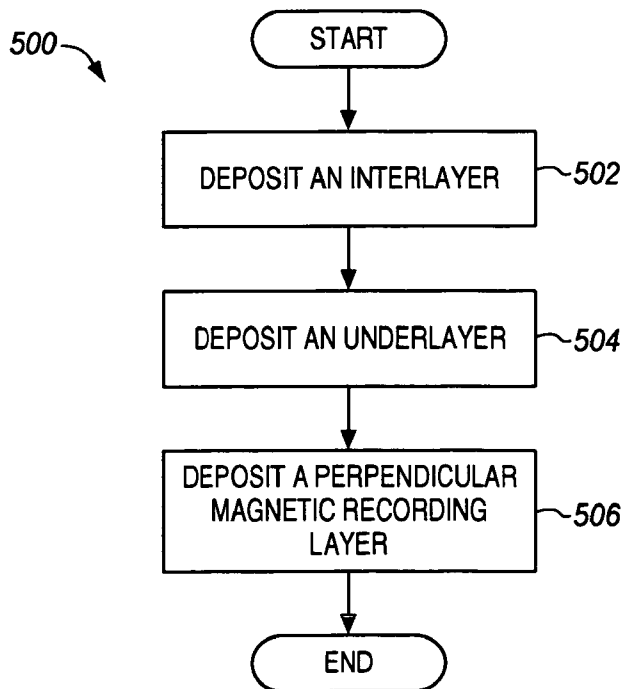 500
START
DEPOSIT AN INTERLAYER
502
DEPOSIT AN UNDERLAYER
504
DEPOSIT A PERPENDICULAR
MAGNETIC RECORDING
LAYER
506
END